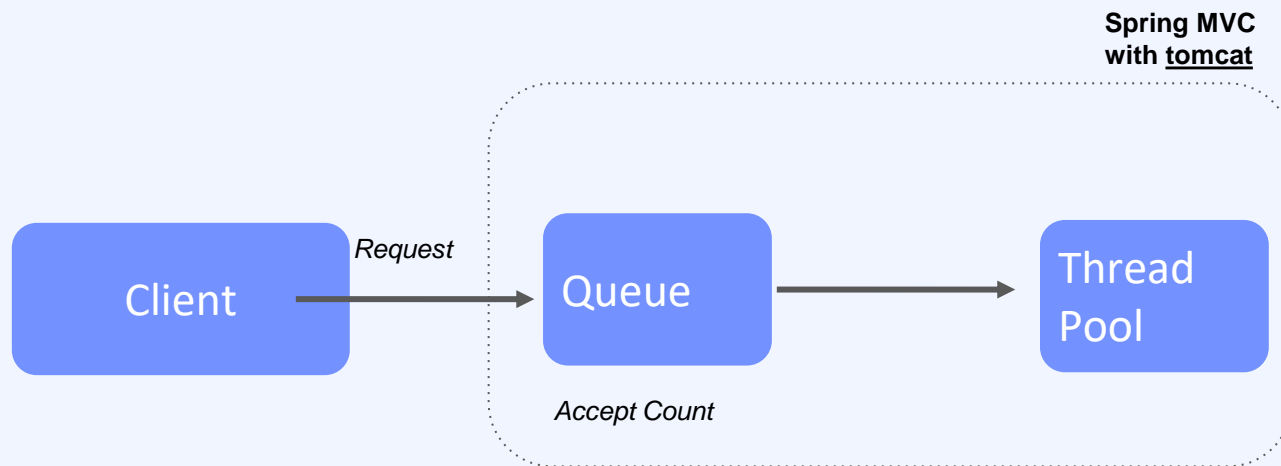 Spring MVC
with tomcat
Client
Request
Queue
Thread
Pool
Accept Count